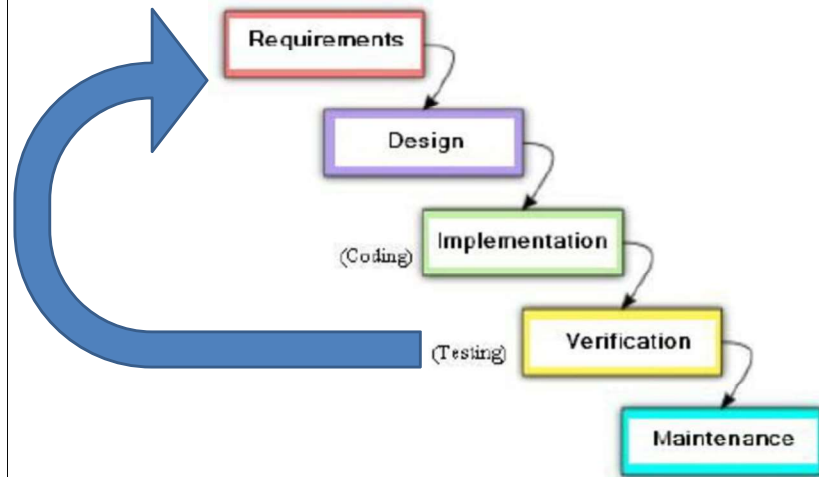 Requirements
Design
Implementation
(Coding)
Verification
(Testing)
Maintenance